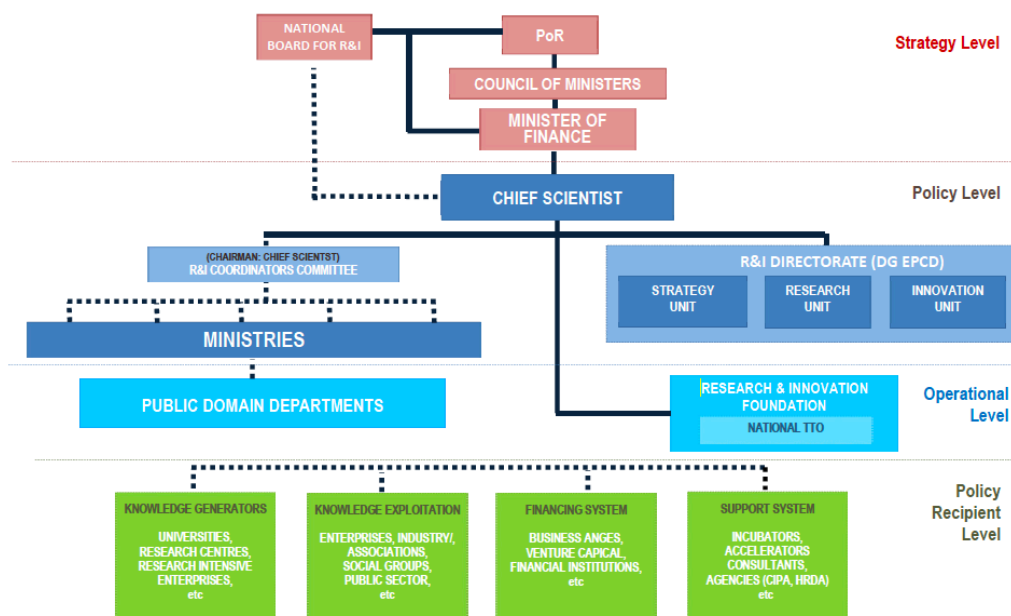 NATIONAL
BOARD FOR R&I
PoR
Strategy Level
COUNCIL OF MINISTERS
MINISTER OF
FINANCE
CHIEF SCIENTIST
Policy Level
(CHAIRMAN: CHIEF SCIENTST)
R&I COORDINATORS COMMITTEE
R&I DIRECTORATE (DG EPCD)
STRATEGY
UNIT
RESEARCH
UNIT
INNOVATION
UNIT
MINISTRIES
PUBLIC DOMAIN DEPARTMENTS
RESEARCH & INNOVATION
FOUNDATION
NATIONAL TTO
Operational
Level
KNOWLEDGE GENERATORS
UNIVERSITIES,
RESEARCH CENTRES,
RESEARCH INTENSIVE
ENTERPRISES,
etc
KNOWLEDGE EXPLOITATION
ENTERPRISES, INDUSTRY/,
ASSOCIATIONS,
SOCIAL GROUPS,
PUBLIC SECTOR,
etc
FINANCING SYSTEM
BUSINESS ANGES,
VENTURE CAPICAL,
FINANCIAL INSTITUTIONS,
etc
SUPPORT SYSTEM
INCUBATORS,
ACCELERATORS
CONSULTANTS,
AGENCIES (CIPA, HRDA)
etc
Policy
Recipient
Level